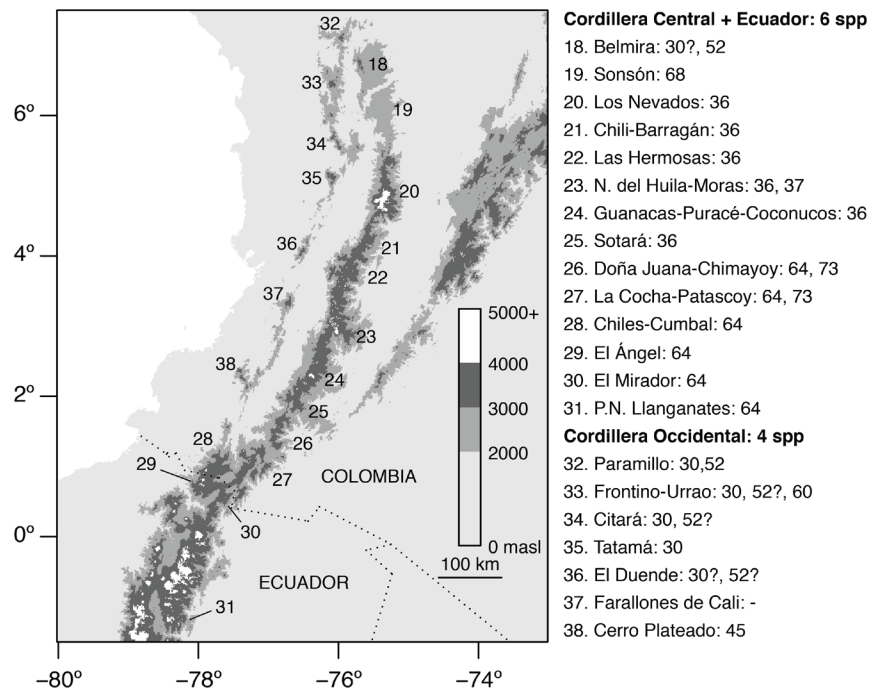 32
18
33
19
6º
34
35
20
36
21
4º
22
37
5000+
23
4000
38
24
3000
2º
25
28
26
2000
29
27
COLOMBIA
30
0º
0 masl
100 km
ECUADOR
31
−80º
−78º
−76º
−74º
Cordillera Central + Ecuador: 6 spp
18. Belmira: 30?, 52
19. Sonsón: 68
20. Los Nevados: 36
21. Chili-Barragán: 36
22. Las Hermosas: 36
23. N. del Huila-Moras: 36, 37
24. Guanacas-Puracé-Coconucos: 36
25. Sotará: 36
26. Doña Juana-Chimayoy: 64, 73
27. La Cocha-Patascoy: 64, 73
28. Chiles-Cumbal: 64
29. El Ángel: 64
30. El Mirador: 64
31. P.N. Llanganates: 64
Cordillera Occidental: 4 spp
32. Paramillo: 30,52
33. Frontino-Urrao: 30, 52?, 60
34. Citará: 30, 52?
35. Tatamá: 30
36. El Duende: 30?, 52?
37. Farallones de Cali: -
38. Cerro Plateado: 45